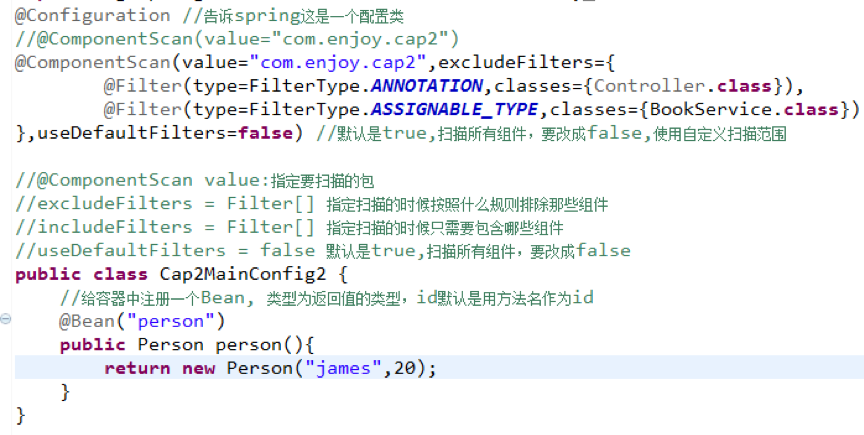 @Configuration //告诉spring这是一个配置类
//@ComponentScan(value="com.enjoy.cap2")
@ComponentScan(value="com.enjoy.cap2",excludeFilters={
        @Filter(type=FilterType.ANNOTATION,classes={Controller.class}),
        @Filter(type=FilterType.ASSIGNABLE_TYPE,classes={BookService.class})
},useDefaultFilters=false) //默认是true,扫描所有组件，要改成false,使用自定义扫描范围
//@ComponentScan value:指定要扫描的包
//excludeFilters = Filter[] 指定扫描的时候按照什么规则排除那些组件
//includeFilters = Filter[] 指定扫描的时候只需要包含哪些组件
//useDefaultFilters = false 默认是true,扫描所有组件，要改成false
public class Cap2MainConfig2 {
    //给容器中注册一个Bean, 类型为返回值的类型，id默认是用方法名作为id
    @Bean("person")
    public Person person(){
        return new Person("james",20);
    }
}